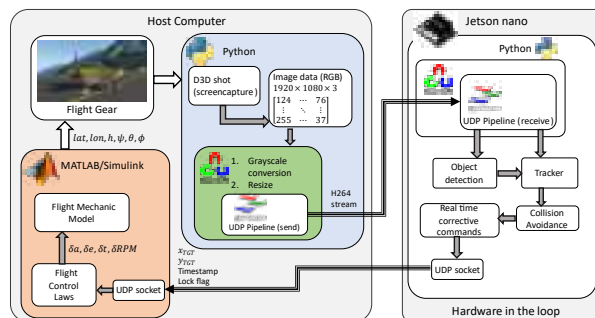 Host Computer
Jetson nano
Python
Python
D3D shot
(screencapture)
Image data (RGB)
1920 × 1080 × 3
[124 ⋯ 76]
⋮ ⋱ ⋮
255 ⋯ 37]
Flight Gear
lat, lon, h, ψ, θ, ϕ
MATLAB/Simulink
Flight Mechanic
Model
δa, δe, δt, δRPM
Flight
Control
Laws
UDP socket
1. Grayscale
conversion
2. Resize
UDP Pipeline (send)
H264
stream
x_TGT
y_TGT
Timestamp
Lock flag
UDP Pipeline (receive)
Object
detection
Tracker
Real time
corrective
commands
Collision
Avoidance
UDP socket
Hardware in the loop